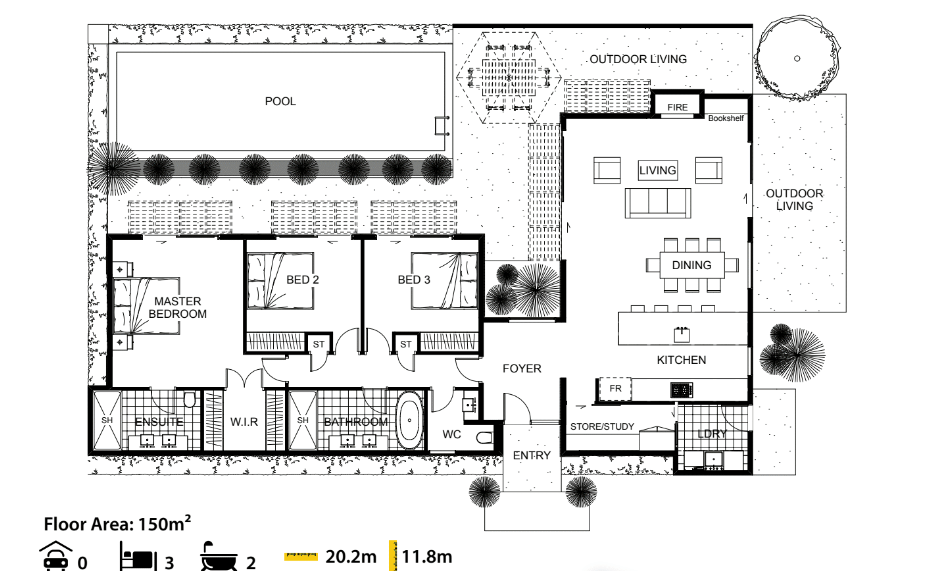 OUTDOOR LIVING
POOL
FIRE
Bookshelf
LIVING
OUTDOOR
LIVING
DINING
BED 2
BED 3
MASTER
BEDROOM
ST
ST
KITCHEN
FOYER
FR
SH
ENSUITE
W.I.R
SH
BATHROOM
WC
STORE/STUDY
LDRY
ENTRY
Floor Area: 150m²
0
3
2
20.2m
11.8m